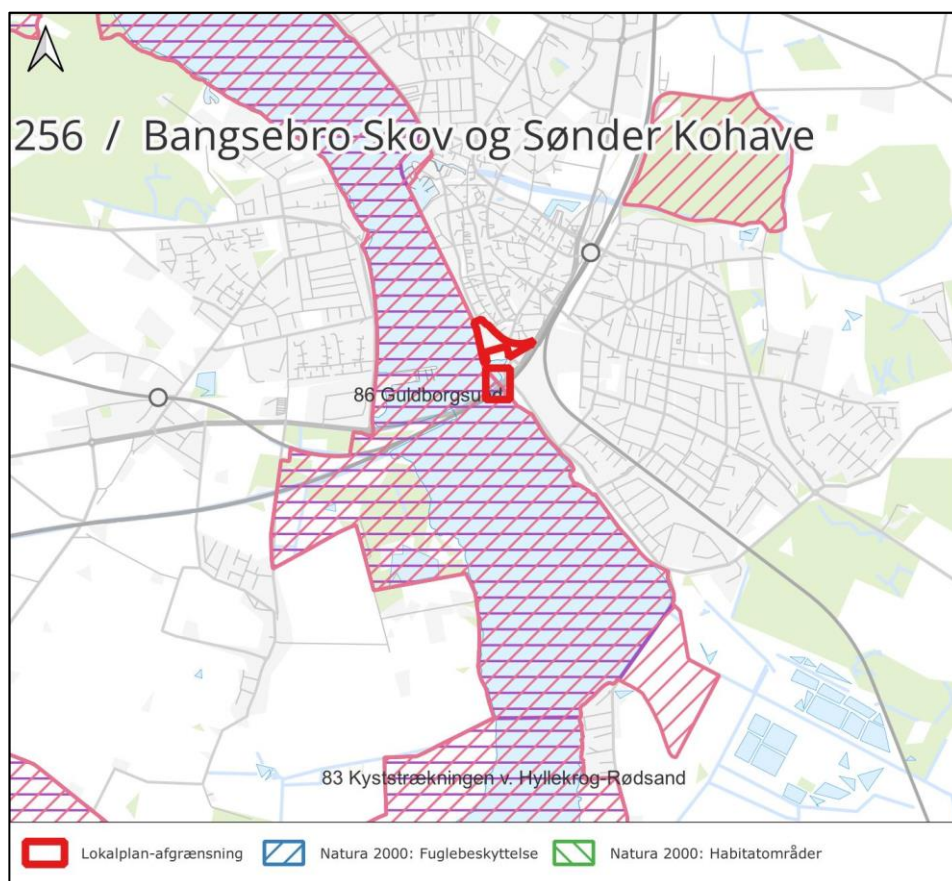 256 / Bangsebro Skov og Sønder Kohave
86 Guldborgsund
83 Kyststrækningen v. Hyllekrog-Rødsand
Lokalplan-afgrænsning Natura 2000: Fuglebeskyttelse Natura 2000: Habitatområder